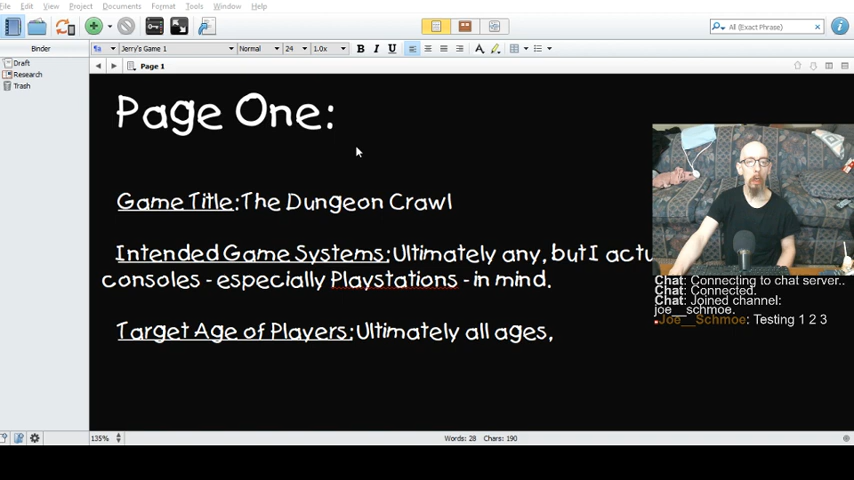 File Edit View Project Documents Format Tools Window Help
All (Exact Phrase)
Binder
¶a Jerry's Game 1 Normal 24 1.0x B I U A
Draft
Research
Trash
Page 1
Page One:
Game Title:The Dungeon Crawl
Intended Game Systems:Ultimately any, but I actu
consoles - especially Playstations - in mind.
Target Age of Players:Ultimately all ages,
Chat: Connecting to chat server..
Chat: Connected.
Chat: Joined channel:
joe__schmoe.
Joe__Schmoe: Testing 1 2 3
135%
Words: 28 Chars: 190